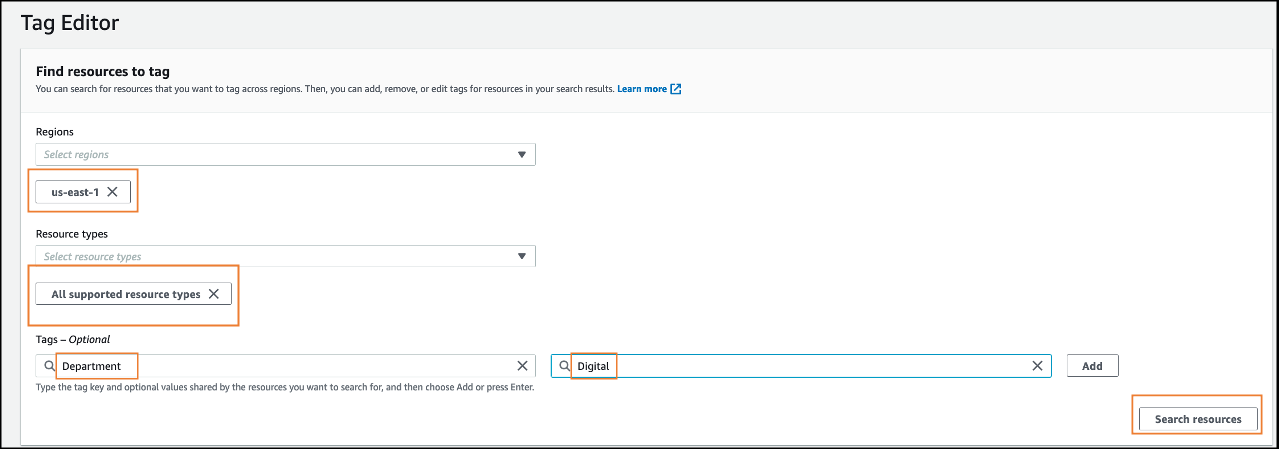 Tag Editor
Find resources to tag
You can search for resources that you want to tag across regions. Then, you can add, remove, or edit tags for resources in your search results. Learn more
Regions
Select regions
us-east-1
Resource types
Select resource types
All supported resource types
Tags – Optional
Department Digital Add
Type the tag key and optional values shared by the resources you want to search for, and then choose Add or press Enter.
Search resources